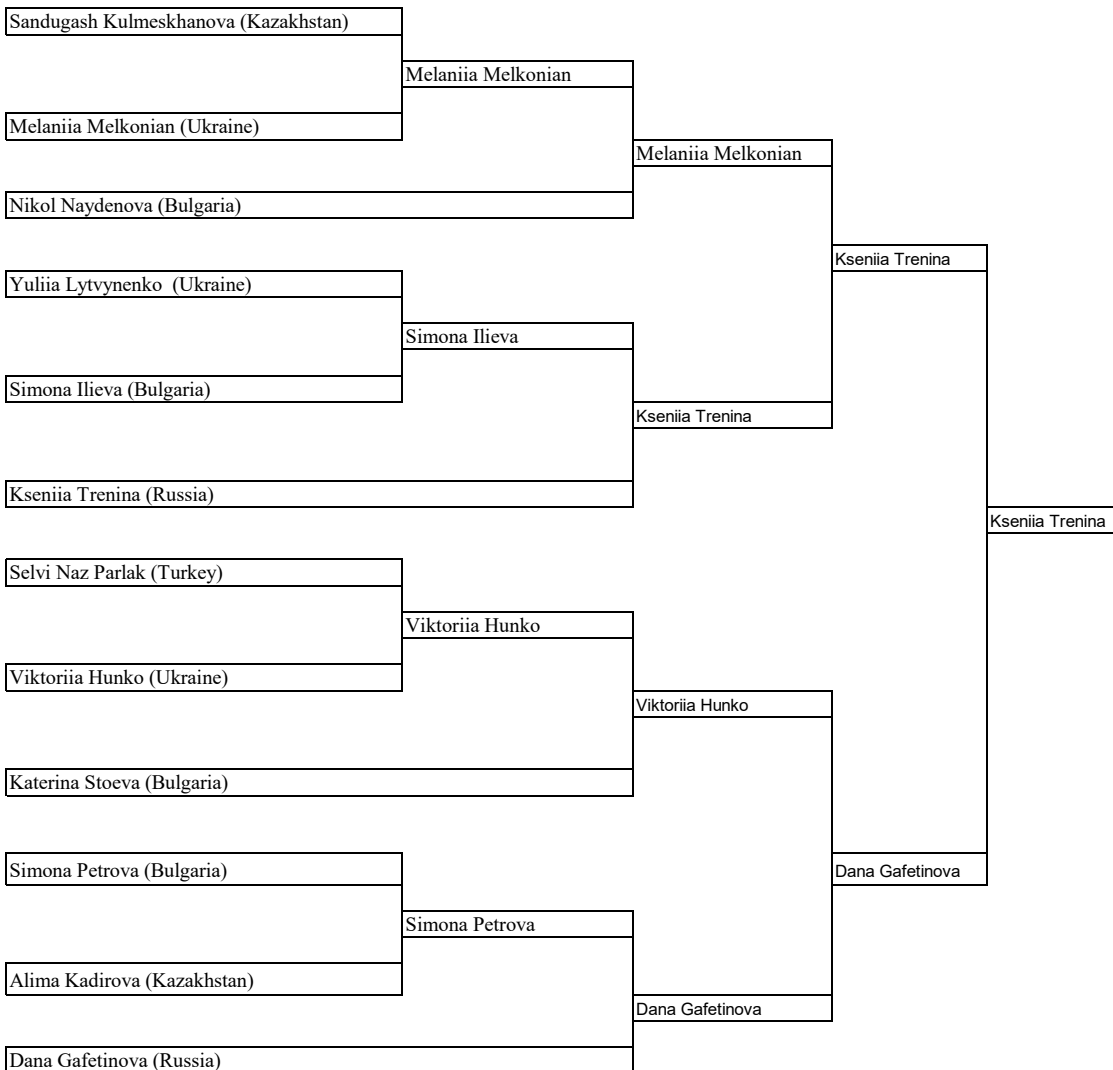 Sandugash Kulmeskhanova (Kazakhstan)
Melaniia Melkonian
Melaniia Melkonian (Ukraine)
Melaniia Melkonian
Nikol Naydenova (Bulgaria)
Kseniia Trenina
Yuliia Lytvynenko (Ukraine)
Simona Ilieva
Simona Ilieva (Bulgaria)
Kseniia Trenina
Kseniia Trenina (Russia)
Kseniia Trenina
Selvi Naz Parlak (Turkey)
Viktoriia Hunko
Viktoriia Hunko (Ukraine)
Viktoriia Hunko
Katerina Stoeva (Bulgaria)
Simona Petrova (Bulgaria)
Dana Gafetinova
Simona Petrova
Alima Kadirova (Kazakhstan)
Dana Gafetinova
Dana Gafetinova (Russia)